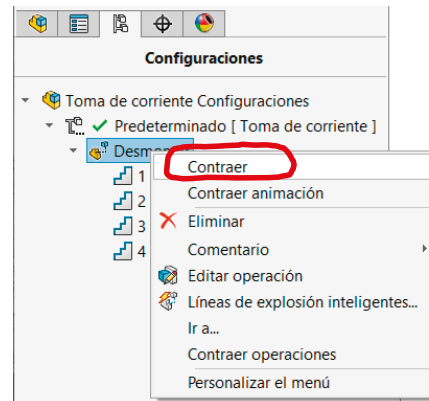 Configuraciones
Toma de corriente Configuraciones
Predeterminado [ Toma de corriente ]
1
2
3
4
Contraer
Contraer animación
Eliminar
Comentario
Editar operación
Líneas de explosión inteligentes...
Ir a...
Contraer operaciones
Personalizar el menú